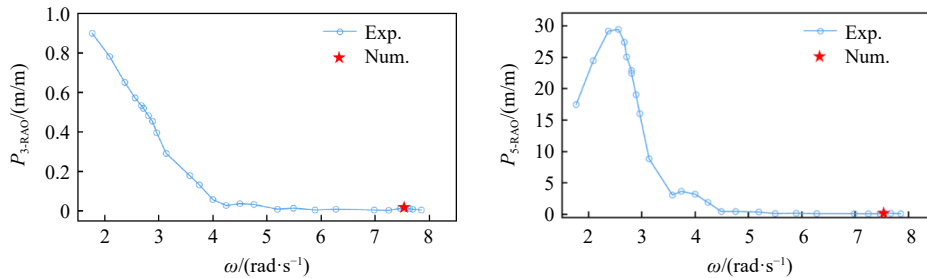 1.0
0.8
0.6
0.4
0.2
0
P3-RAO/(m/m)
Exp.
Num.
2 3 4 5 6 7 8
ω/(rad·s⁻¹)
30
25
20
15
10
5
0
P5-RAO/(m/m)
Exp.
Num.
2 3 4 5 6 7 8
ω/(rad·s⁻¹)